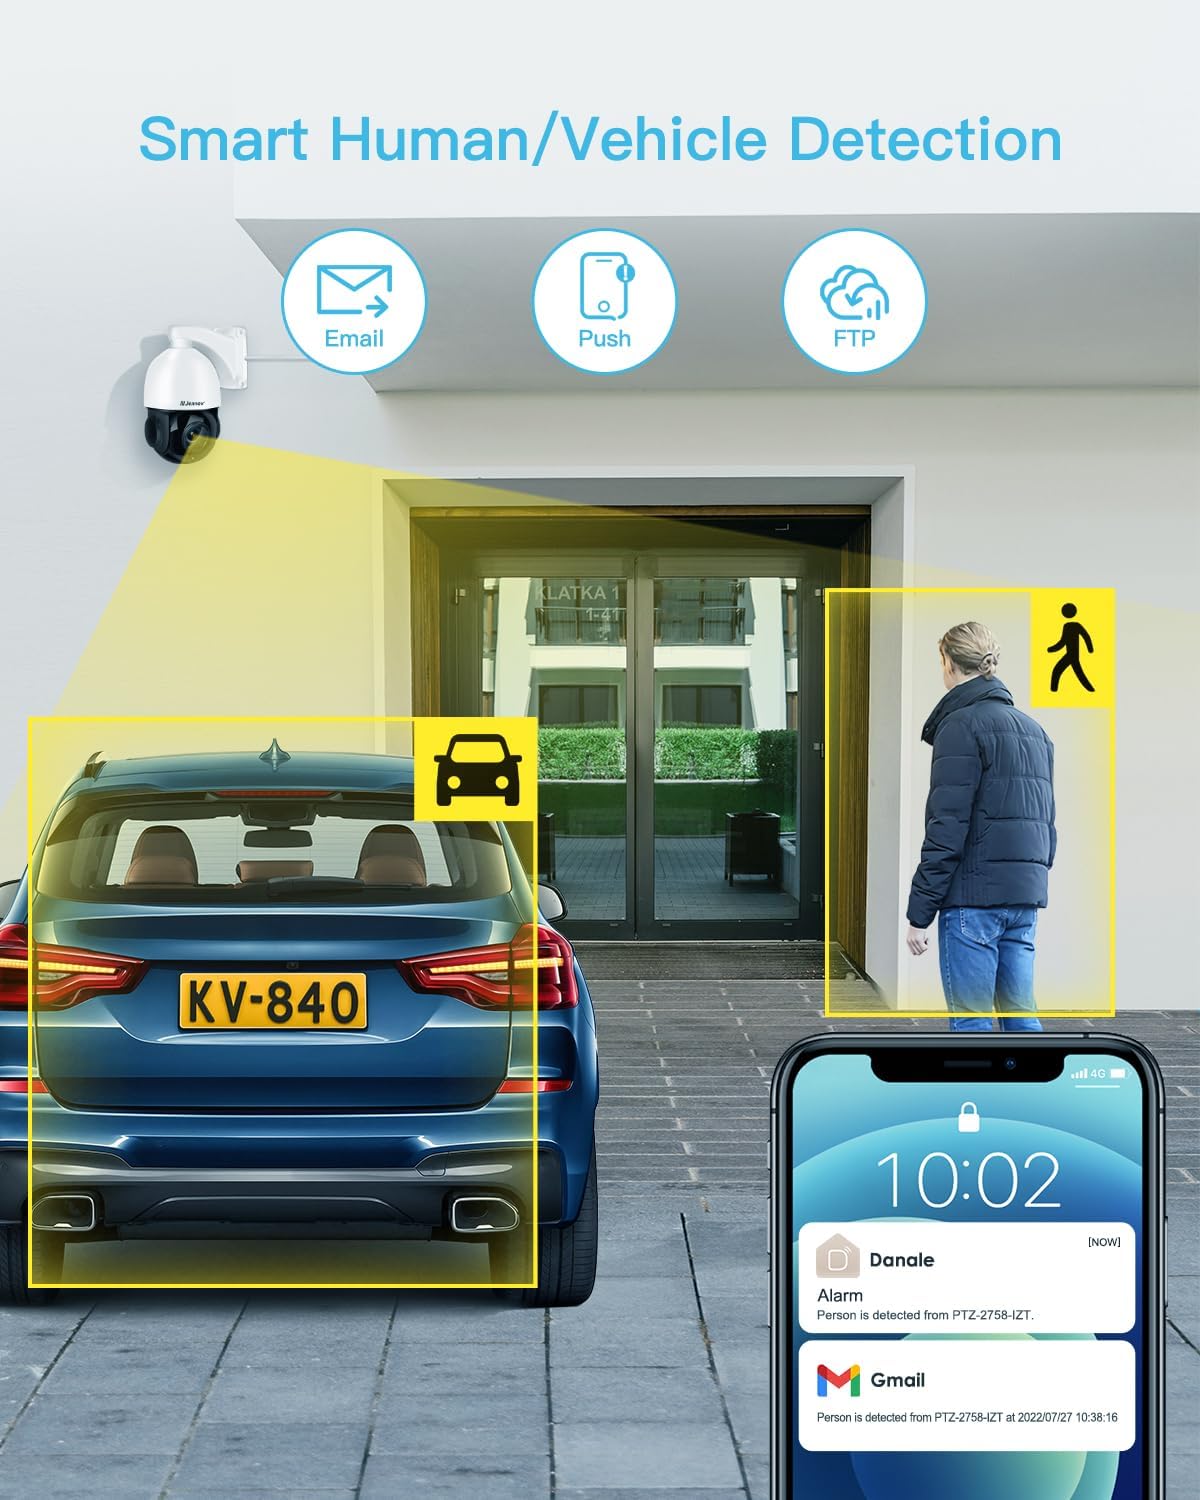 Smart Human/Vehicle Detection
Email
Push
FTP
Jennov
KLATKA 1
1-41
KV-840
4G
10:02
Danale
[NOW]
Alarm
Person is detected from PTZ-2758-IZT.
Gmail
Person is detected from PTZ-2758-IZT at 2022/07/27 10:38:16